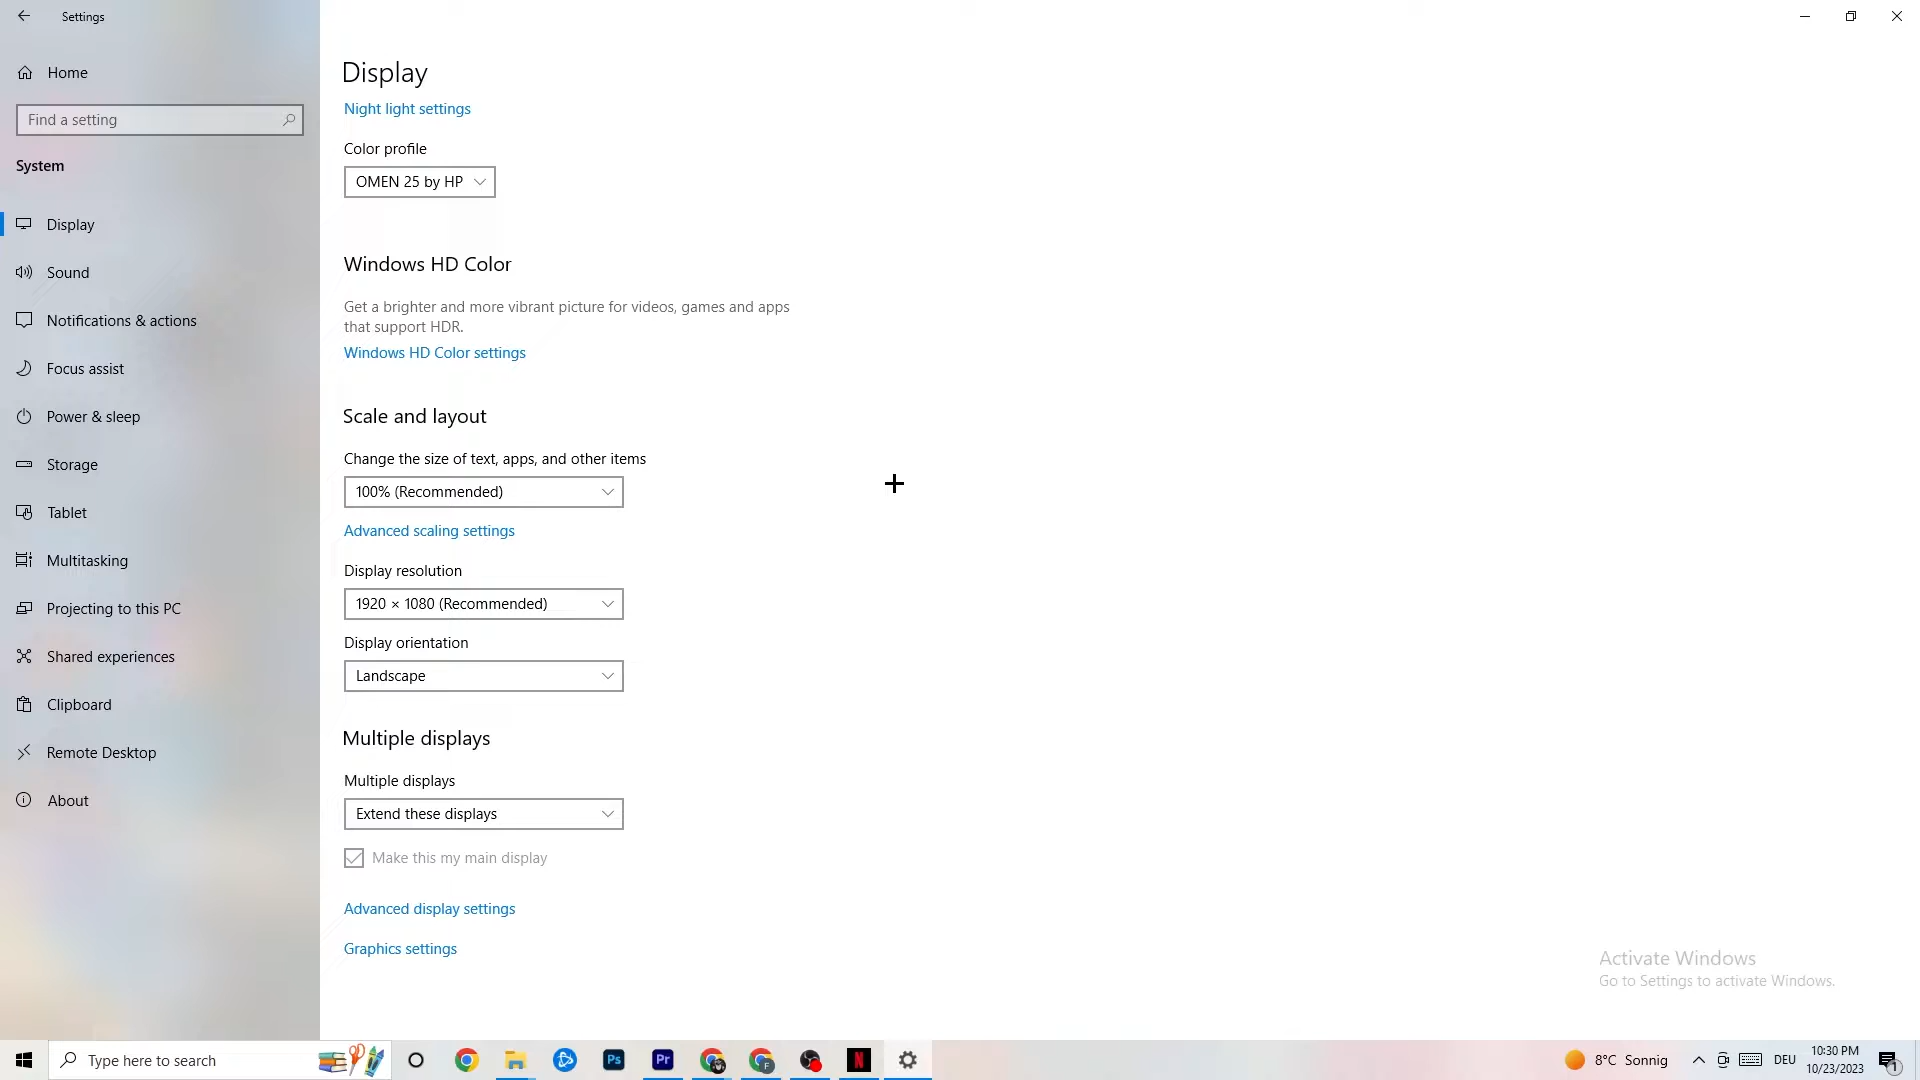 Settings
Home
Find a setting
System
Display
Sound
Notifications & actions
Focus assist
Power & sleep
Storage
Tablet
Multitasking
Projecting to this PC
Shared experiences
Clipboard
Remote Desktop
About
Display
Night light settings
Color profile
OMEN 25 by HP
Windows HD Color
Get a brighter and more vibrant picture for videos, games and apps
that support HDR.
Windows HD Color settings
Scale and layout
Change the size of text, apps, and other items
100% (Recommended)
Advanced scaling settings
Display resolution
1920 × 1080 (Recommended)
Display orientation
Landscape
Multiple displays
Multiple displays
Extend these displays
Make this my main display
Advanced display settings
Graphics settings
Activate Windows
Go to Settings to activate Windows.
Type here to search
Ps
Pr
F
N
8°C Sonnig
DEU
10:30 PM
10/23/2023
1